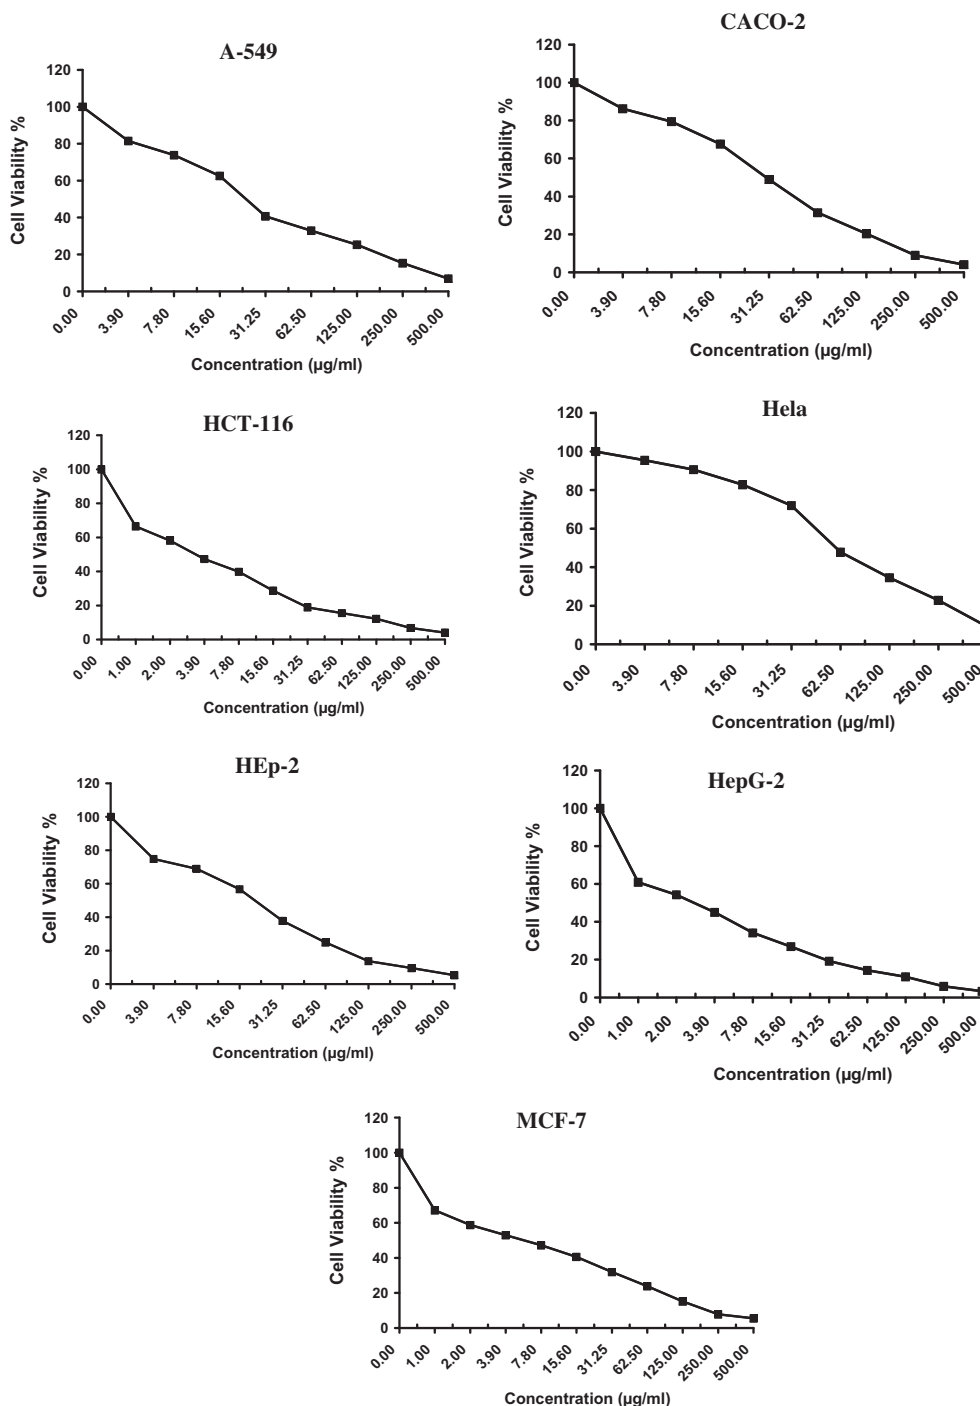 A-549
Cell Viability %
120
100
80
60
40
20
0
0.00 3.90 7.80 15.60 31.25 62.50 125.00 250.00 500.00
Concentration (µg/ml)
CACO-2
Cell Viability %
120
100
80
60
40
20
0
0.00 3.90 7.80 15.60 31.25 62.50 125.00 250.00 500.00
Concentration (µg/ml)
HCT-116
Cell Viability %
120
100
80
60
40
20
0
0.00 1.00 2.00 3.90 7.80 15.60 31.25 62.50 125.00 250.00 500.00
Concentration (µg/ml)
Hela
Cell Viability %
120
100
80
60
40
20
0
0.00 3.90 7.80 15.60 31.25 62.50 125.00 250.00 500.00
Concentration (µg/ml)
HEp-2
Cell Viability %
120
100
80
60
40
20
0
0.00 3.90 7.80 15.60 31.25 62.50 125.00 250.00 500.00
Concentration (µg/ml)
HepG-2
Cell Viability %
120
100
80
60
40
20
0
0.00 1.00 2.00 3.90 7.80 15.60 31.25 62.50 125.00 250.00 500.00
Concentration (µg/ml)
MCF-7
Cell Viability %
120
100
80
60
40
20
0
0.00 1.00 2.00 3.90 7.80 15.60 31.25 62.50 125.00 250.00 500.00
Concentration (µg/ml)